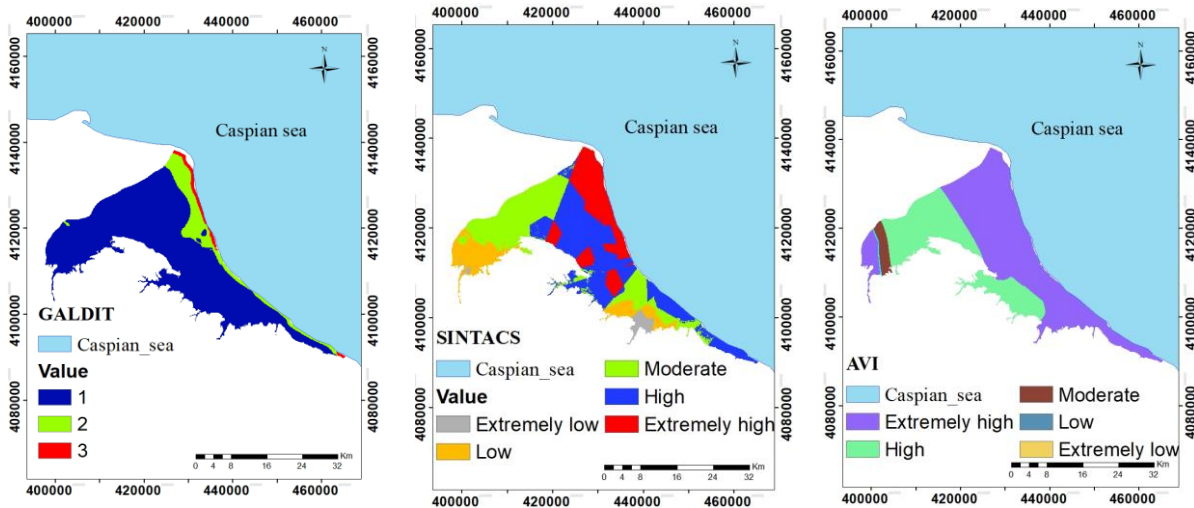 400000 420000 440000 460000
4160000
4140000
4120000
4100000
4080000
N
Caspian sea
GALDIT
Caspian_sea
Value
1
2
3
Km
0 4 8 16 24 32
4160000
4140000
4120000
4100000
4080000
400000 420000 440000 460000
400000 420000 440000 460000
4160000
4140000
4120000
4100000
4080000
N
Caspian sea
SINTACS
Caspian_sea
Value
Extremely low
Low
Moderate
High
Extremely high
Km
0 4 8 16 24 32
4160000
4140000
4120000
4100000
4080000
400000 420000 440000 460000
400000 420000 440000 460000
4160000
4140000
4120000
4100000
4080000
N
Caspian sea
AVI
Caspian_sea
Extremely high
High
Moderate
Low
Extremely low
Km
0 4 8 16 24 32
4160000
4140000
4120000
4100000
4080000
400000 420000 440000 460000